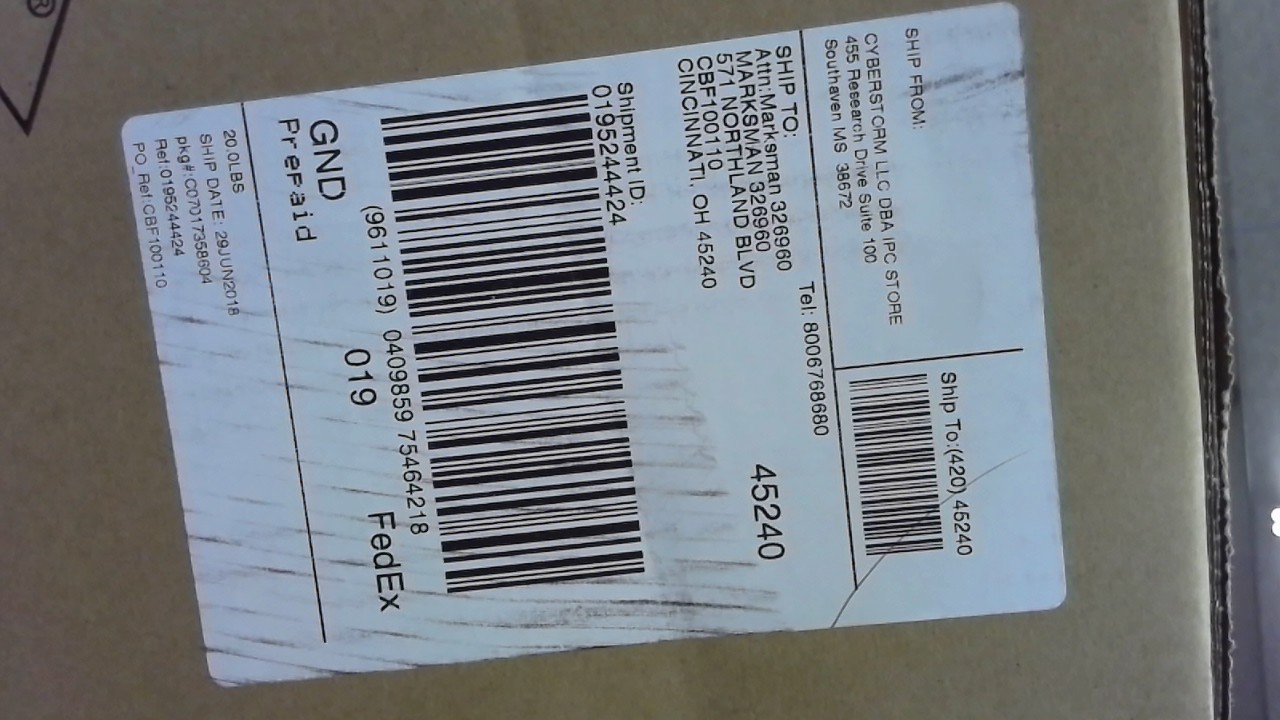 SHIP FROM:
CYBERSTORM LLC DBA IPC STORE
455 Research Drive Suite 100
Southaven MS 38672
Ship To:(420) 45240
SHIP TO:
Tel: 8006768680
Attn:Marksman 326960
MARKSMAN 326960
571 NORTHLAND BLVD
CBF100110
CINCINNATI, OH 45240
45240
Shipment ID:
0195244424
(9611019) 0409859 75464218
GND
Prepaid
019
FedEx
20.0LBS
SHIP DATE: 29JUN2018
pkg#:C07017358604
Ref:0195244424
PO_Ref:CBF100110
®